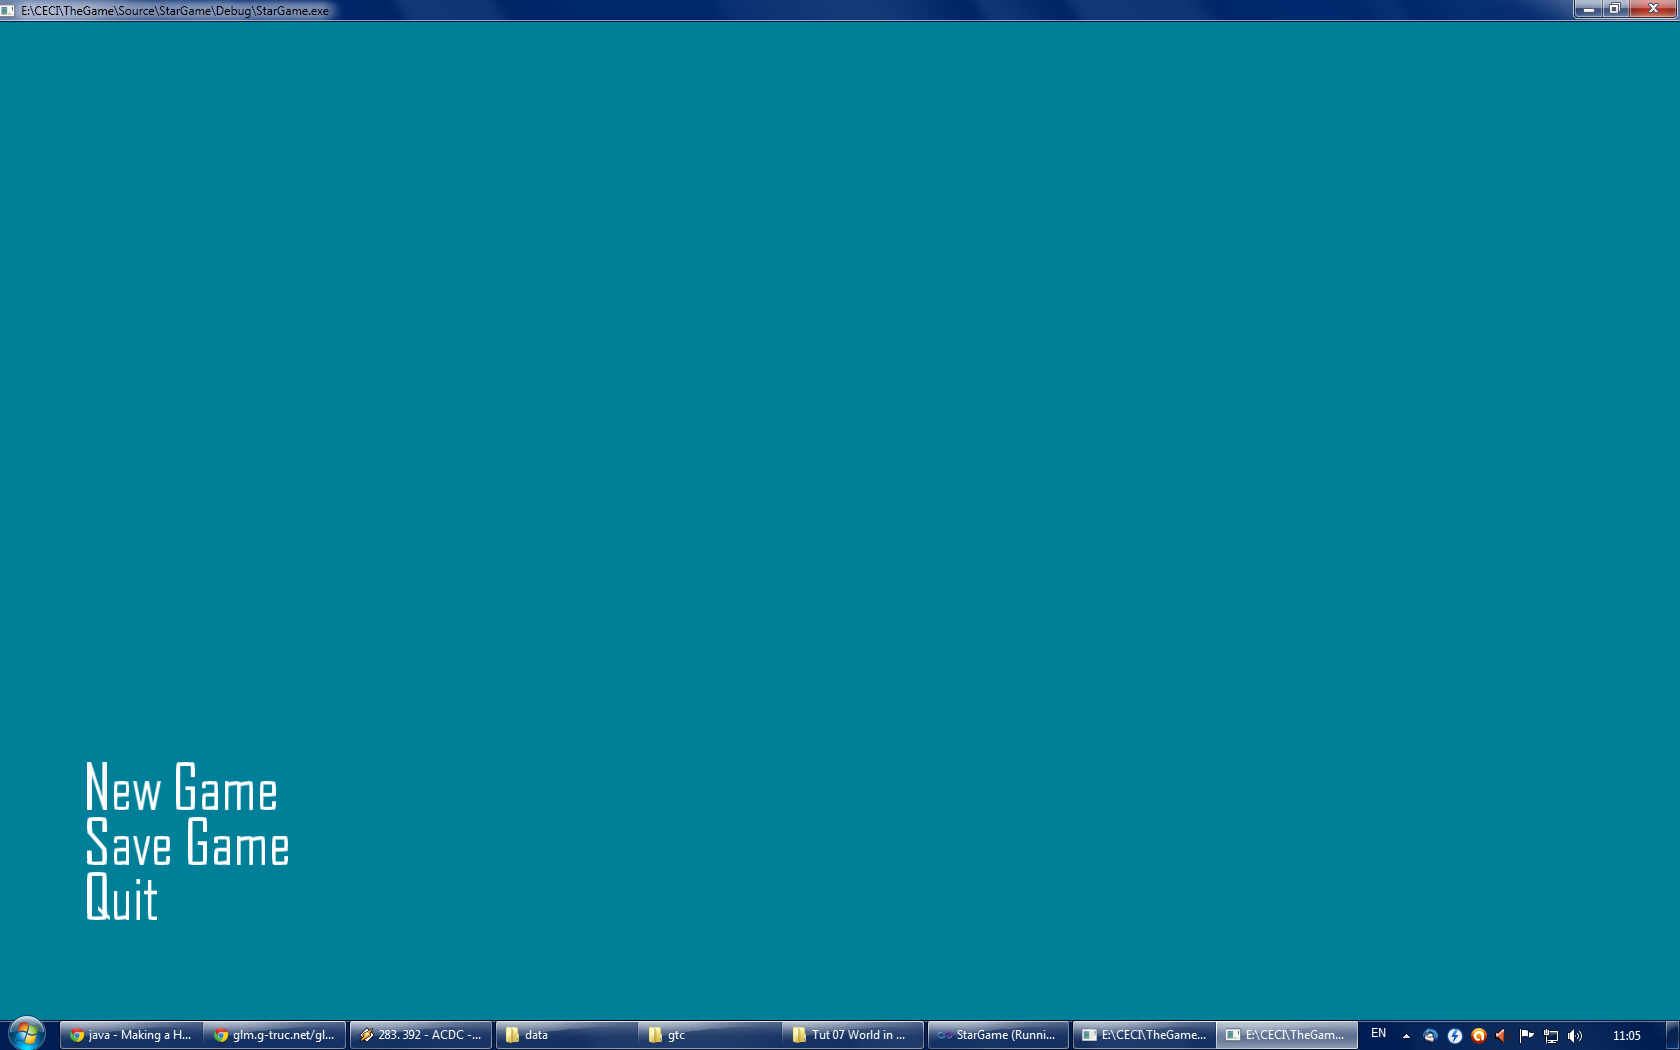 E:\CECI\TheGame\Source\StarGame\Debug\StarGame.exe
New Game
Save Game
Quit
java - Making a H...
glm.g-truc.net/gl...
283. 392 - ACDC -...
data
gtc
Tut 07 World in ...
StarGame (Runni...
E:\CECI\TheGame...
E:\CECI\TheGam...
EN
11:05